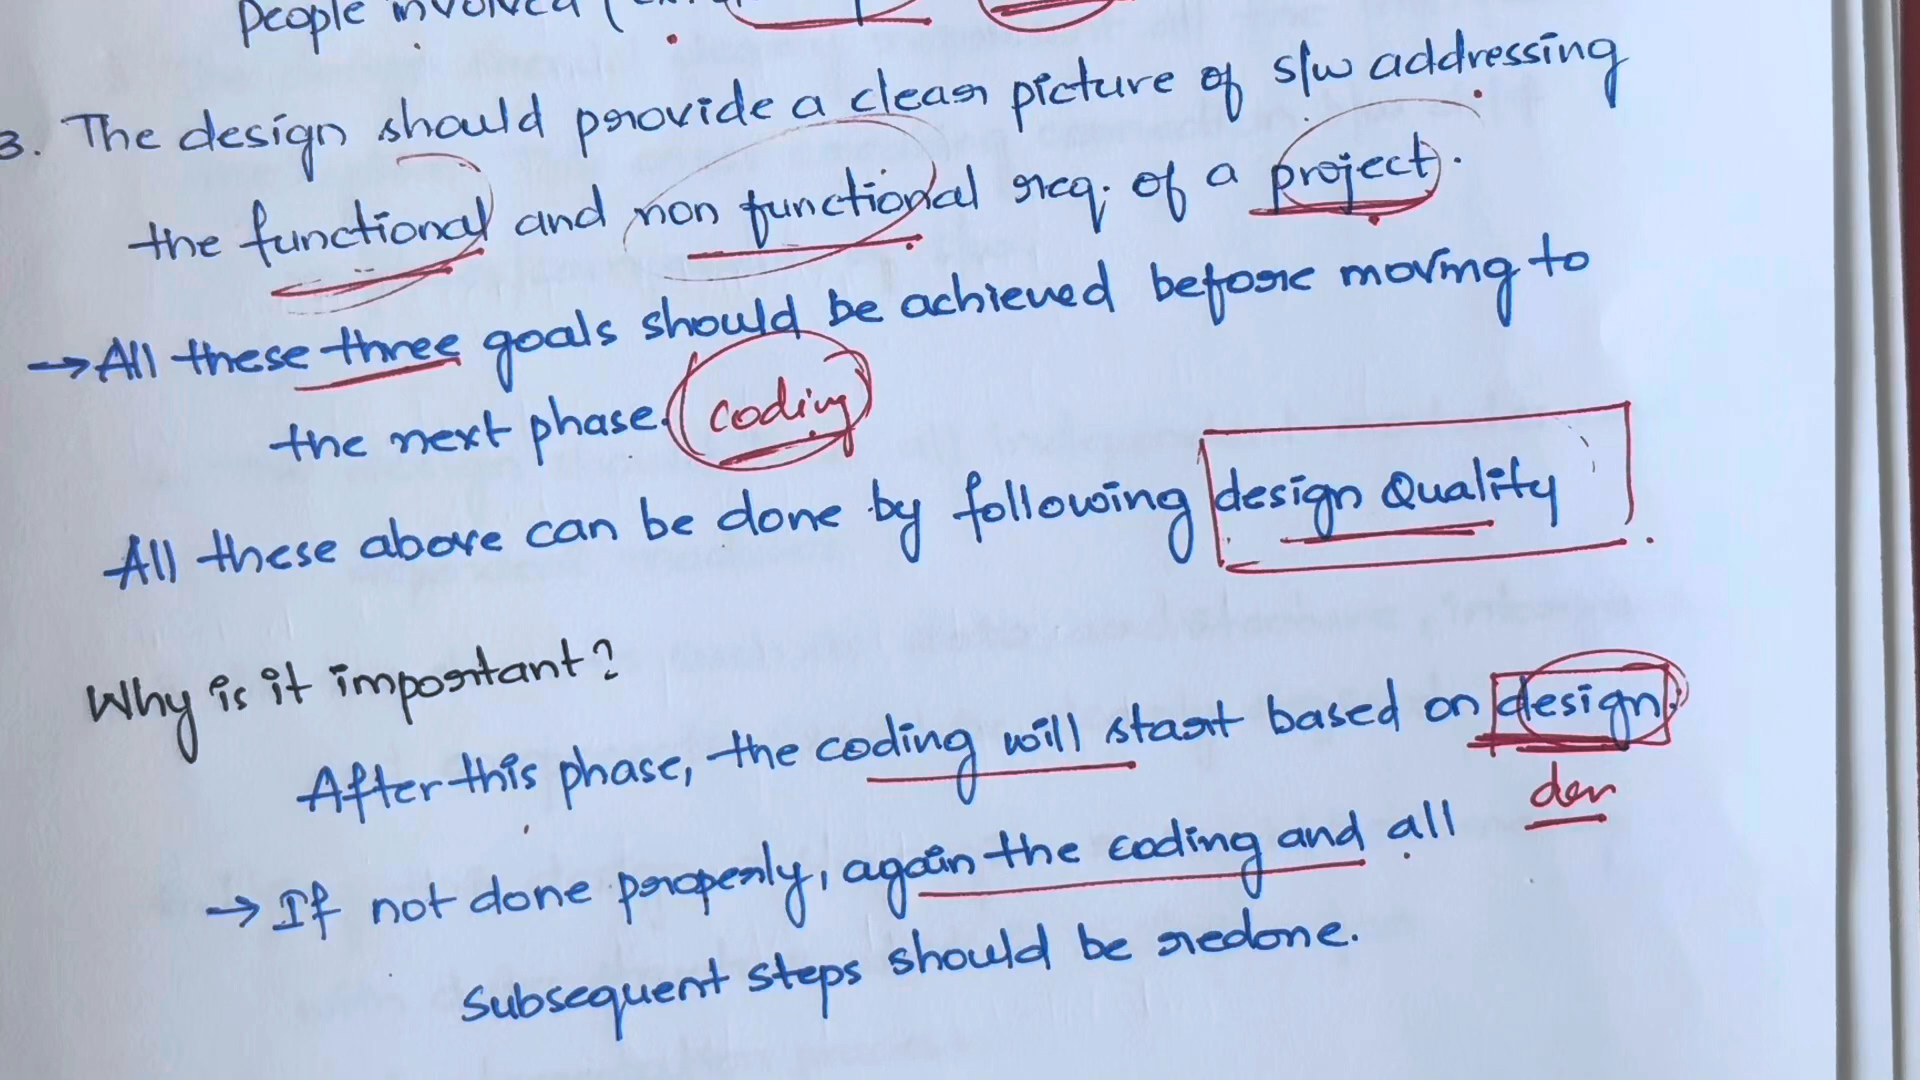 People involved (
3. The design should provide a clear picture of s/w addressing
the functional and non functional req. of a project.
→ All these three goals should be achieved before moving to
the next phase. coding
All these above can be done by following design Quality.
Why is it important?
After this phase, the coding will start based on design.
dev
→ If not done properly, again the coding and all
subsequent steps should be redone.